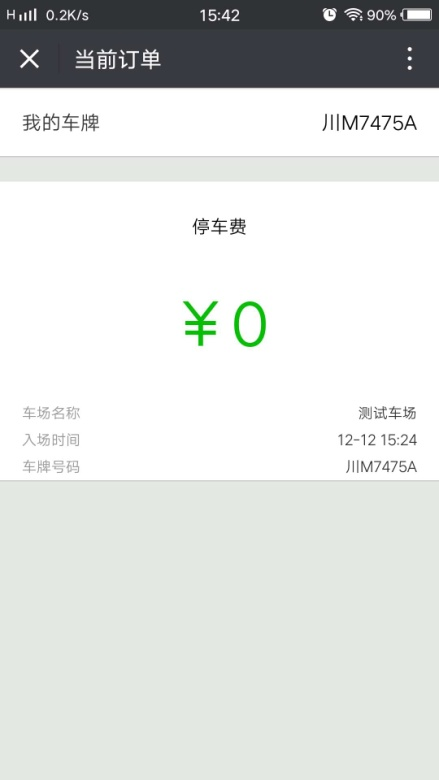 H 0.2K/s 15:42 90%
当前订单
我的车牌 川M7475A
停车费
¥0
车场名称 测试车场
入场时间 12-12 15:24
车牌号码 川M7475A